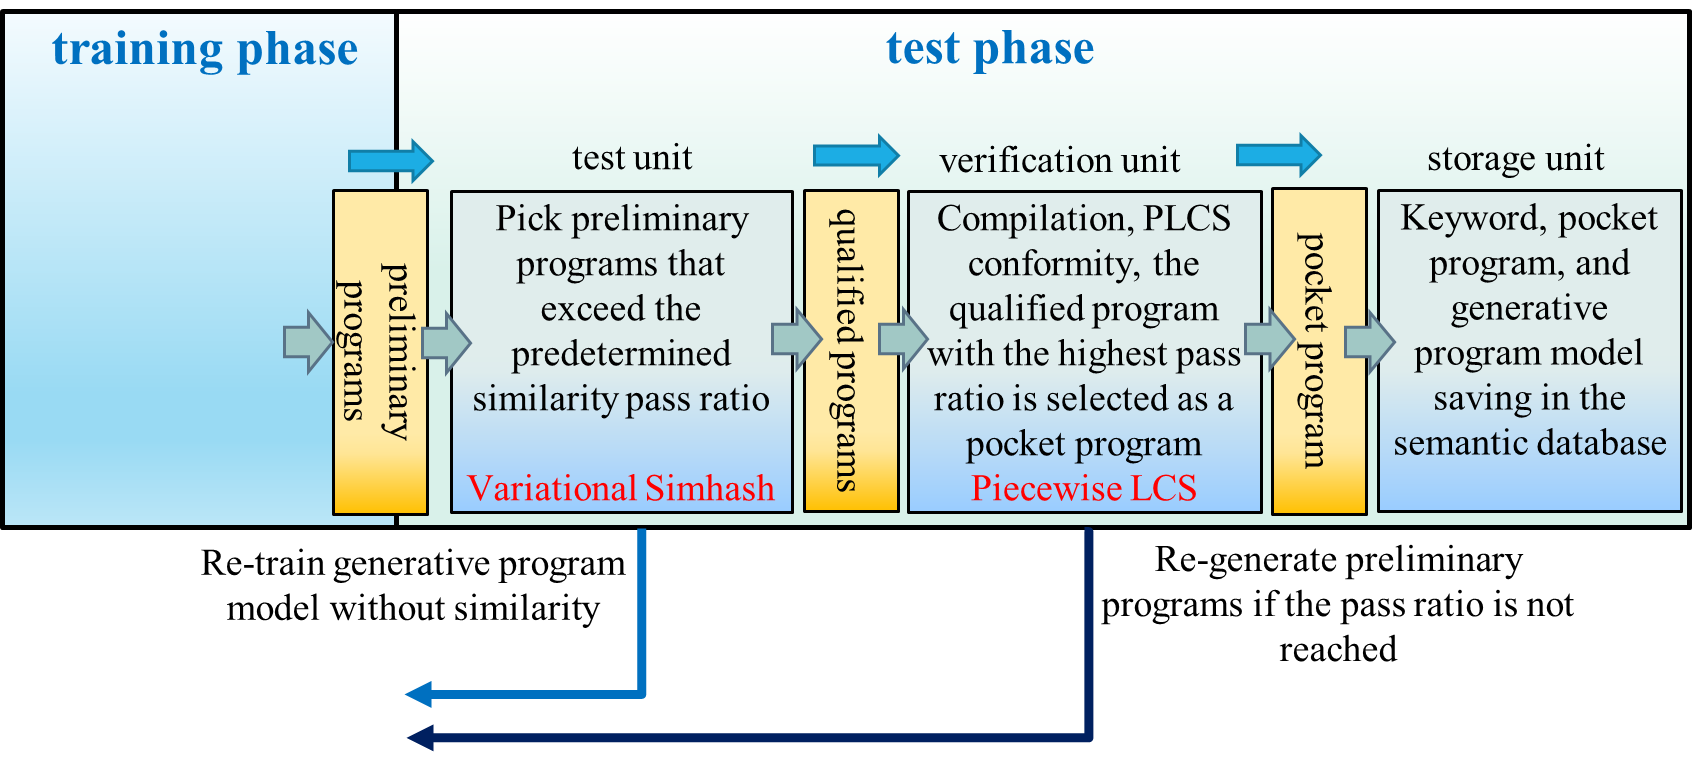 training phase
test phase
test unit
verification unit
storage unit
preliminary
programs
Pick preliminary
programs that
exceed the
predetermined
similarity pass ratio
Variational Simhash
qualified programs
Compilation, PLCS
conformity, the
qualified program
with the highest pass
ratio is selected as a
pocket program
Piecewise LCS
pocket program
Keyword, pocket
program, and
generative
program model
saving in the
semantic database
Re-train generative program
model without similarity
Re-generate preliminary
programs if the pass ratio is not
reached